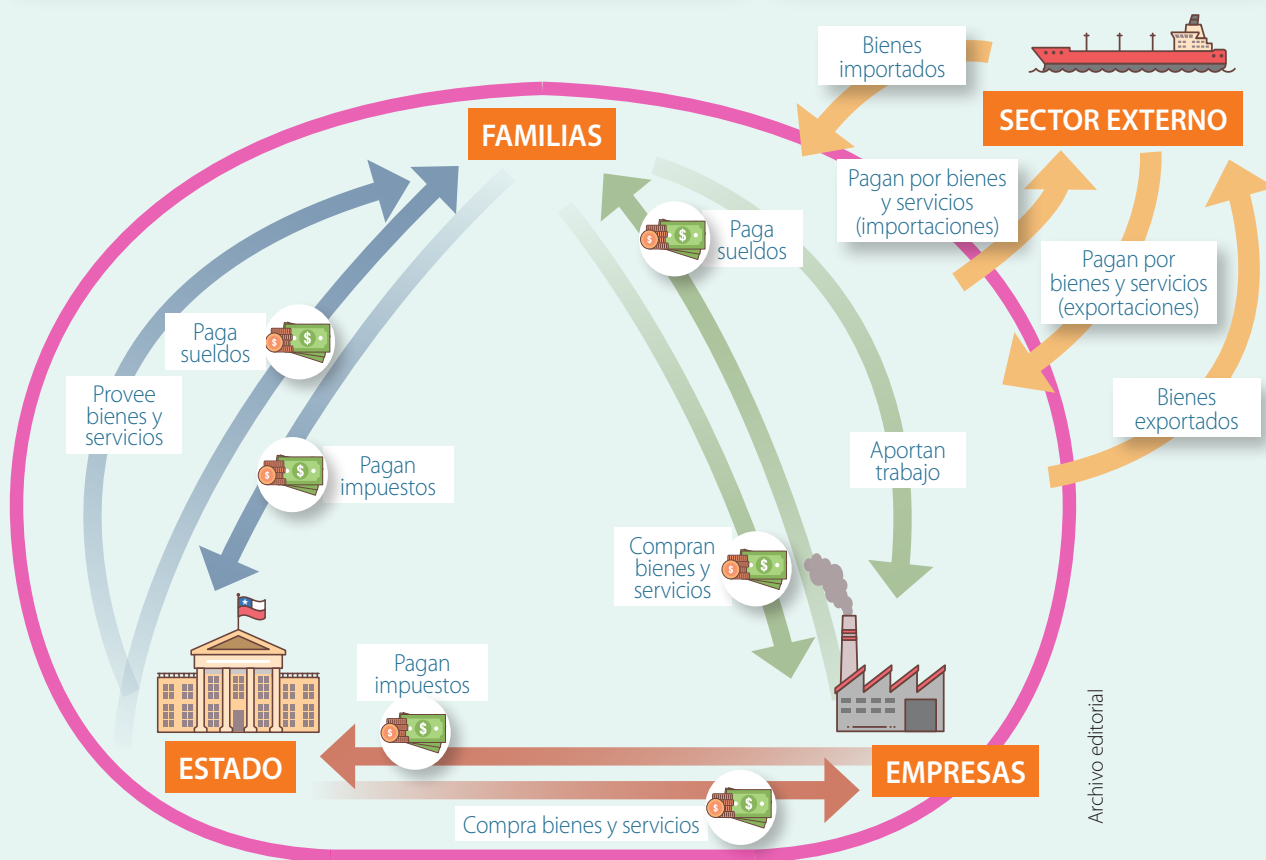 Bienes
importados
SECTOR EXTERNO
FAMILIAS
Pagan por bienes
y servicios
(importaciones)
Paga
sueldos
Pagan por
bienes y servicios
(exportaciones)
Paga
sueldos
Provee
bienes y
servicios
Bienes
exportados
Aportan
trabajo
Pagan
impuestos
Compran
bienes y
servicios
Pagan
impuestos
ESTADO
EMPRESAS
Compra bienes y servicios
Archivo editorial
$
$
$
$
$
$
$
$
$
$
$
$